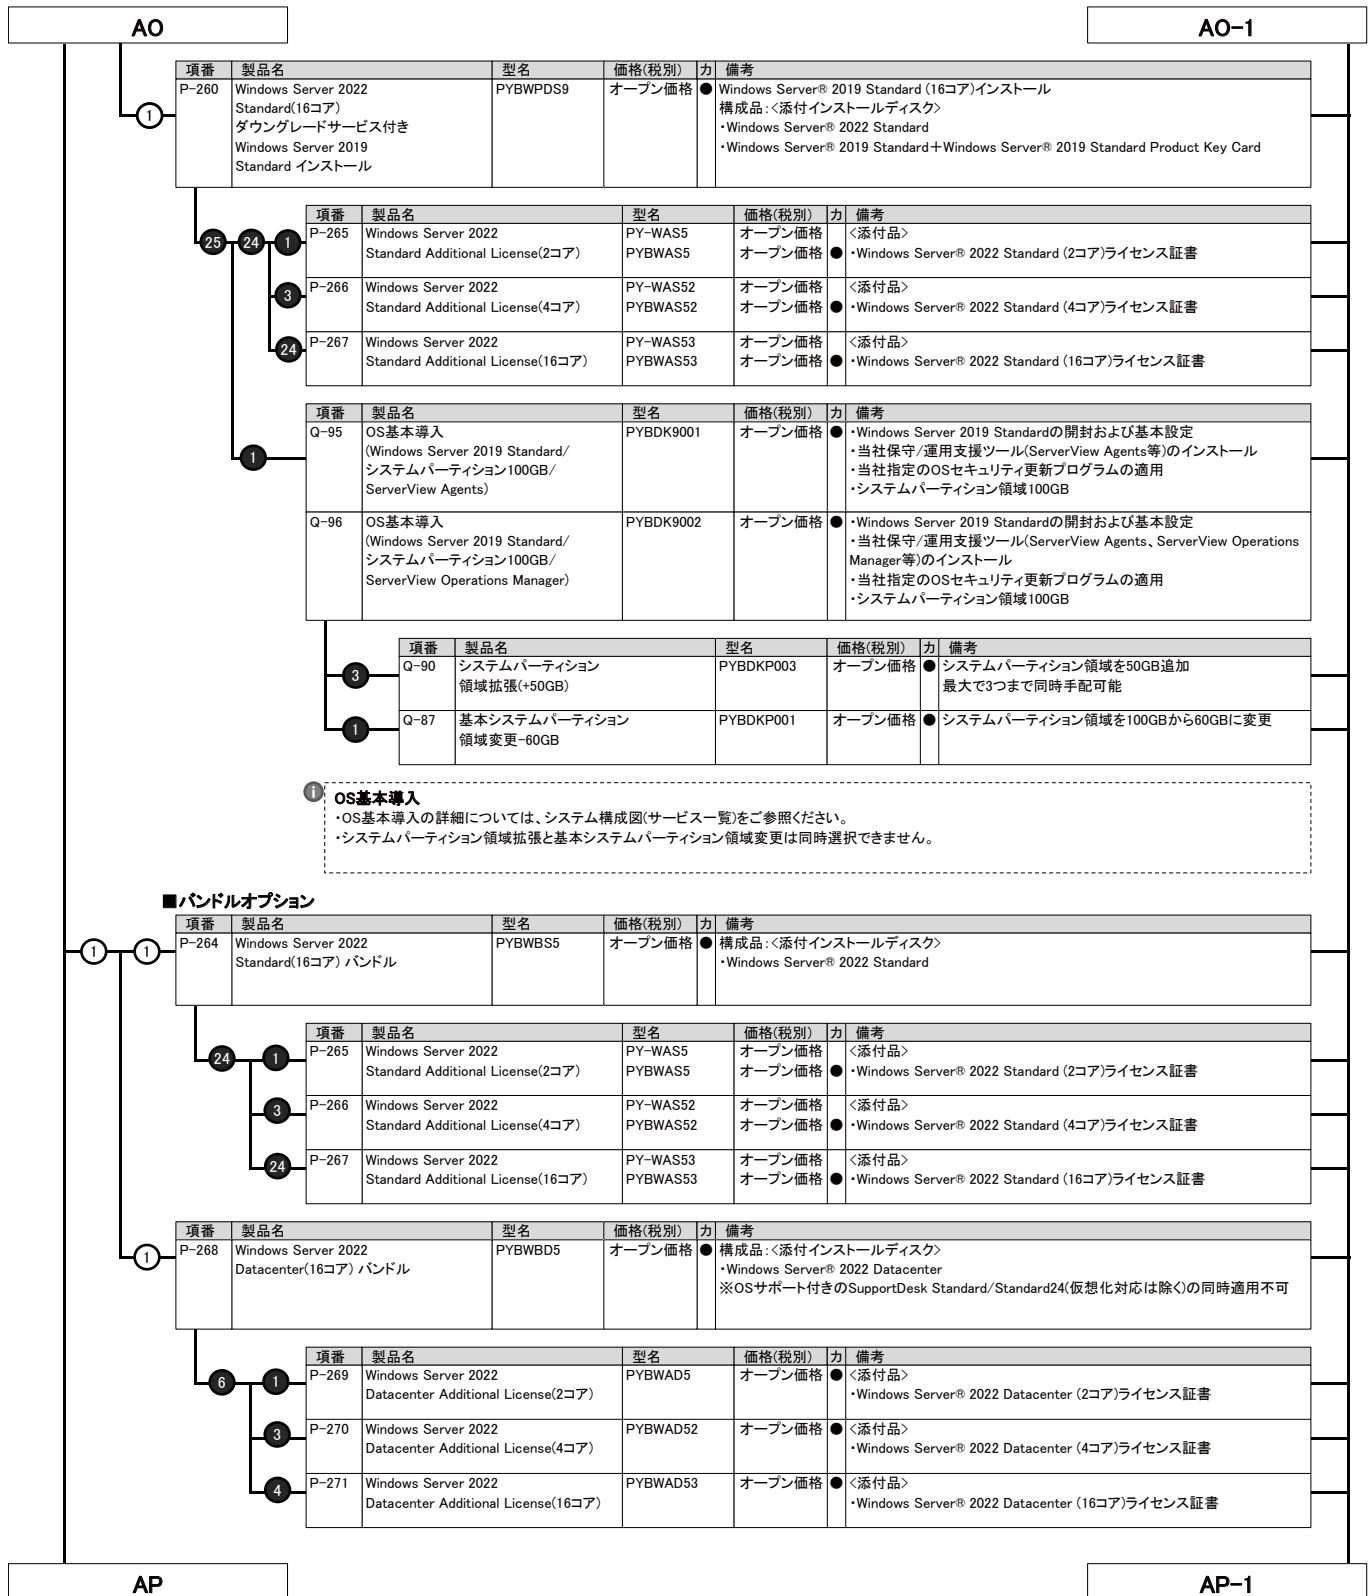 AO
AO-1
項番 製品名 型名 価格(税別) カ 備考
P-260 Windows Server 2022 PYBWPDS9 オープン価格 ● Windows Server® 2019 Standard (16コア)インストール
Standard(16コア) 構成品:<添付インストールディスク>
ダウングレードサービス付き ・Windows Server® 2022 Standard
Windows Server 2019 ・Windows Server® 2019 Standard+Windows Server® 2019 Standard Product Key Card
Standard インストール
1
項番 製品名 型名 価格(税別) カ 備考
25 24 1 P-265 Windows Server 2022 PY-WAS5 オープン価格 <添付品>
Standard Additional License(2コア) PYBWAS5 オープン価格 ● ・Windows Server® 2022 Standard (2コア)ライセンス証書
3 P-266 Windows Server 2022 PY-WAS52 オープン価格 <添付品>
Standard Additional License(4コア) PYBWAS52 オープン価格 ● ・Windows Server® 2022 Standard (4コア)ライセンス証書
24 P-267 Windows Server 2022 PY-WAS53 オープン価格 <添付品>
Standard Additional License(16コア) PYBWAS53 オープン価格 ● ・Windows Server® 2022 Standard (16コア)ライセンス証書
項番 製品名 型名 価格(税別) カ 備考
Q-95 OS基本導入 PYBDK9001 オープン価格 ● ・Windows Server 2019 Standardの開封および基本設定
(Windows Server 2019 Standard/ ・当社保守/運用支援ツール(ServerView Agents等)のインストール
1 システムパーティション100GB/ ・当社指定のOSセキュリティ更新プログラムの適用
ServerView Agents) ・システムパーティション領域100GB
Q-96 OS基本導入 PYBDK9002 オープン価格 ● ・Windows Server 2019 Standardの開封および基本設定
(Windows Server 2019 Standard/ ・当社保守/運用支援ツール(ServerView Agents、ServerView Operations
システムパーティション100GB/ Manager等)のインストール
ServerView Operations Manager) ・当社指定のOSセキュリティ更新プログラムの適用
・システムパーティション領域100GB
項番 製品名 型名 価格(税別) カ 備考
3 Q-90 システムパーティション PYBDKP003 オープン価格 ● システムパーティション領域を50GB追加
領域拡張(+50GB) 最大で3つまで同時手配可能
1 Q-87 基本システムパーティション PYBDKP001 オープン価格 ● システムパーティション領域を100GBから60GBに変更
領域変更-60GB
i OS基本導入
・OS基本導入の詳細については、システム構成図(サービス一覧)をご参照ください。
・システムパーティション領域拡張と基本システムパーティション領域変更は同時選択できません。
■バンドルオプション
項番 製品名 型名 価格(税別) カ 備考
1 1 P-264 Windows Server 2022 PYBWBS5 オープン価格 ● 構成品:<添付インストールディスク>
Standard(16コア) バンドル ・Windows Server® 2022 Standard
項番 製品名 型名 価格(税別) カ 備考
24 1 P-265 Windows Server 2022 PY-WAS5 オープン価格 <添付品>
Standard Additional License(2コア) PYBWAS5 オープン価格 ● ・Windows Server® 2022 Standard (2コア)ライセンス証書
3 P-266 Windows Server 2022 PY-WAS52 オープン価格 <添付品>
Standard Additional License(4コア) PYBWAS52 オープン価格 ● ・Windows Server® 2022 Standard (4コア)ライセンス証書
24 P-267 Windows Server 2022 PY-WAS53 オープン価格 <添付品>
Standard Additional License(16コア) PYBWAS53 オープン価格 ● ・Windows Server® 2022 Standard (16コア)ライセンス証書
項番 製品名 型名 価格(税別) カ 備考
1 P-268 Windows Server 2022 PYBWBD5 オープン価格 ● 構成品:<添付インストールディスク>
Datacenter(16コア) バンドル ・Windows Server® 2022 Datacenter
※OSサポート付きのSupportDesk Standard/Standard24(仮想化対応は除く)の同時適用不可
項番 製品名 型名 価格(税別) カ 備考
6 1 P-269 Windows Server 2022 PYBWAD5 オープン価格 ● <添付品>
Datacenter Additional License(2コア) ・Windows Server® 2022 Datacenter (2コア)ライセンス証書
3 P-270 Windows Server 2022 PYBWAD52 オープン価格 ● <添付品>
Datacenter Additional License(4コア) ・Windows Server® 2022 Datacenter (4コア)ライセンス証書
4 P-271 Windows Server 2022 PYBWAD53 オープン価格 ● <添付品>
Datacenter Additional License(16コア) ・Windows Server® 2022 Datacenter (16コア)ライセンス証書
AP
AP-1